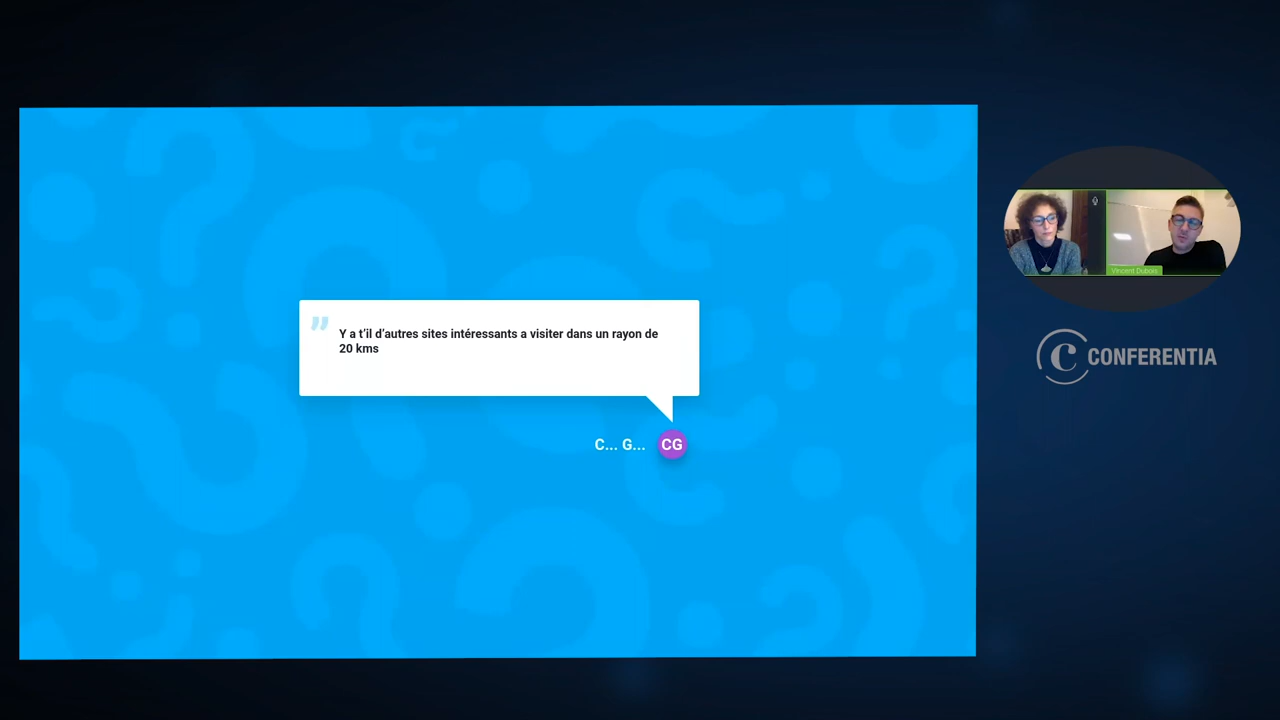 Y a t'il d'autres sites intéressants a visiter dans un rayon de
20 kms
C... G...
CG
Vincent Dubois
CONFERENTIA